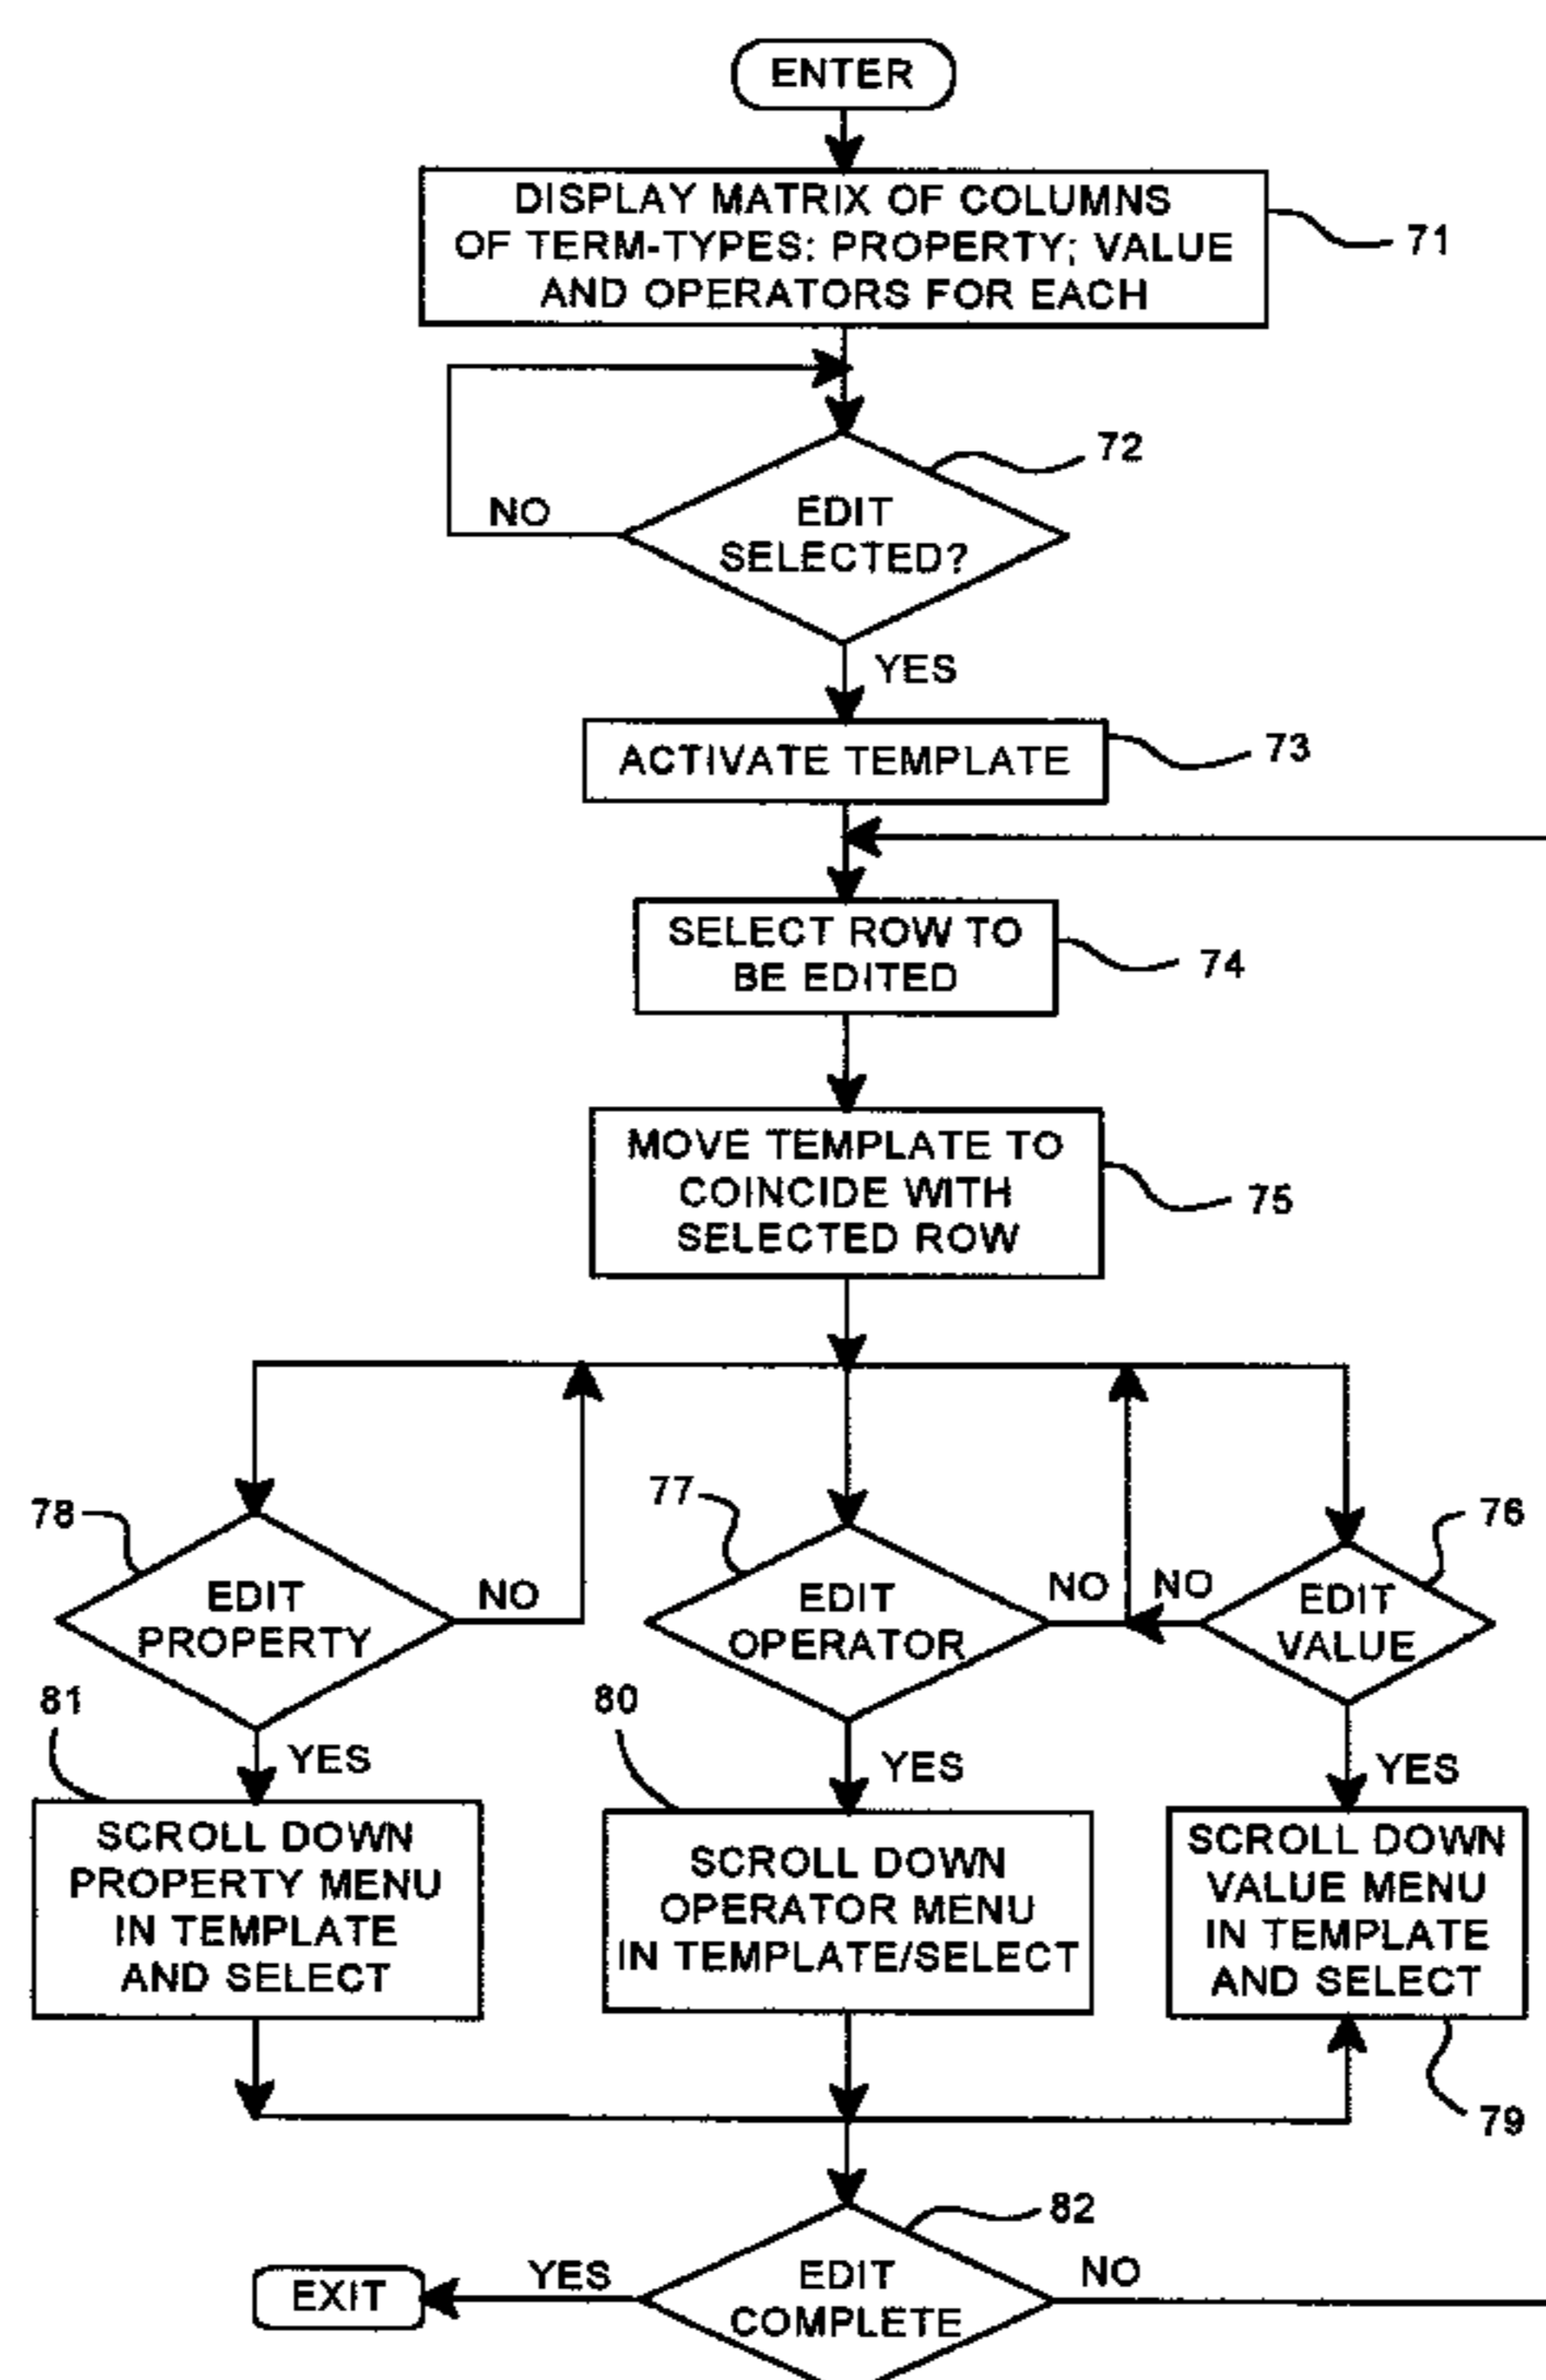 ENTER
DISPLAY MATRIX OF COLUMNS
OF TERM-TYPES: PROPERTY; VALUE
AND OPERATORS FOR EACH
71
72
NO
EDIT
SELECTED?
YES
ACTIVATE TEMPLATE
73
SELECT ROW TO
BE EDITED
74
MOVE TEMPLATE TO
COINCIDE WITH
SELECTED ROW
75
78
EDIT
PROPERTY
NO
77
EDIT
OPERATOR
NO
NO
76
EDIT
VALUE
81
YES
80
YES
YES
SCROLL DOWN
PROPERTY MENU
IN TEMPLATE
AND SELECT
SCROLL DOWN
OPERATOR MENU
IN TEMPLATE/SELECT
SCROLL DOWN
VALUE MENU
IN TEMPLATE
AND SELECT
79
82
EXIT
YES
EDIT
COMPLETE
NO